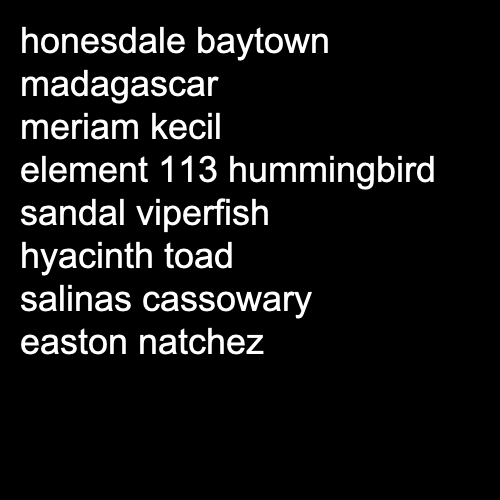 honesdale baytown
madagascar
meriam kecil
element 113 hummingbird
sandal viperfish
hyacinth toad
salinas cassowary
easton natchez